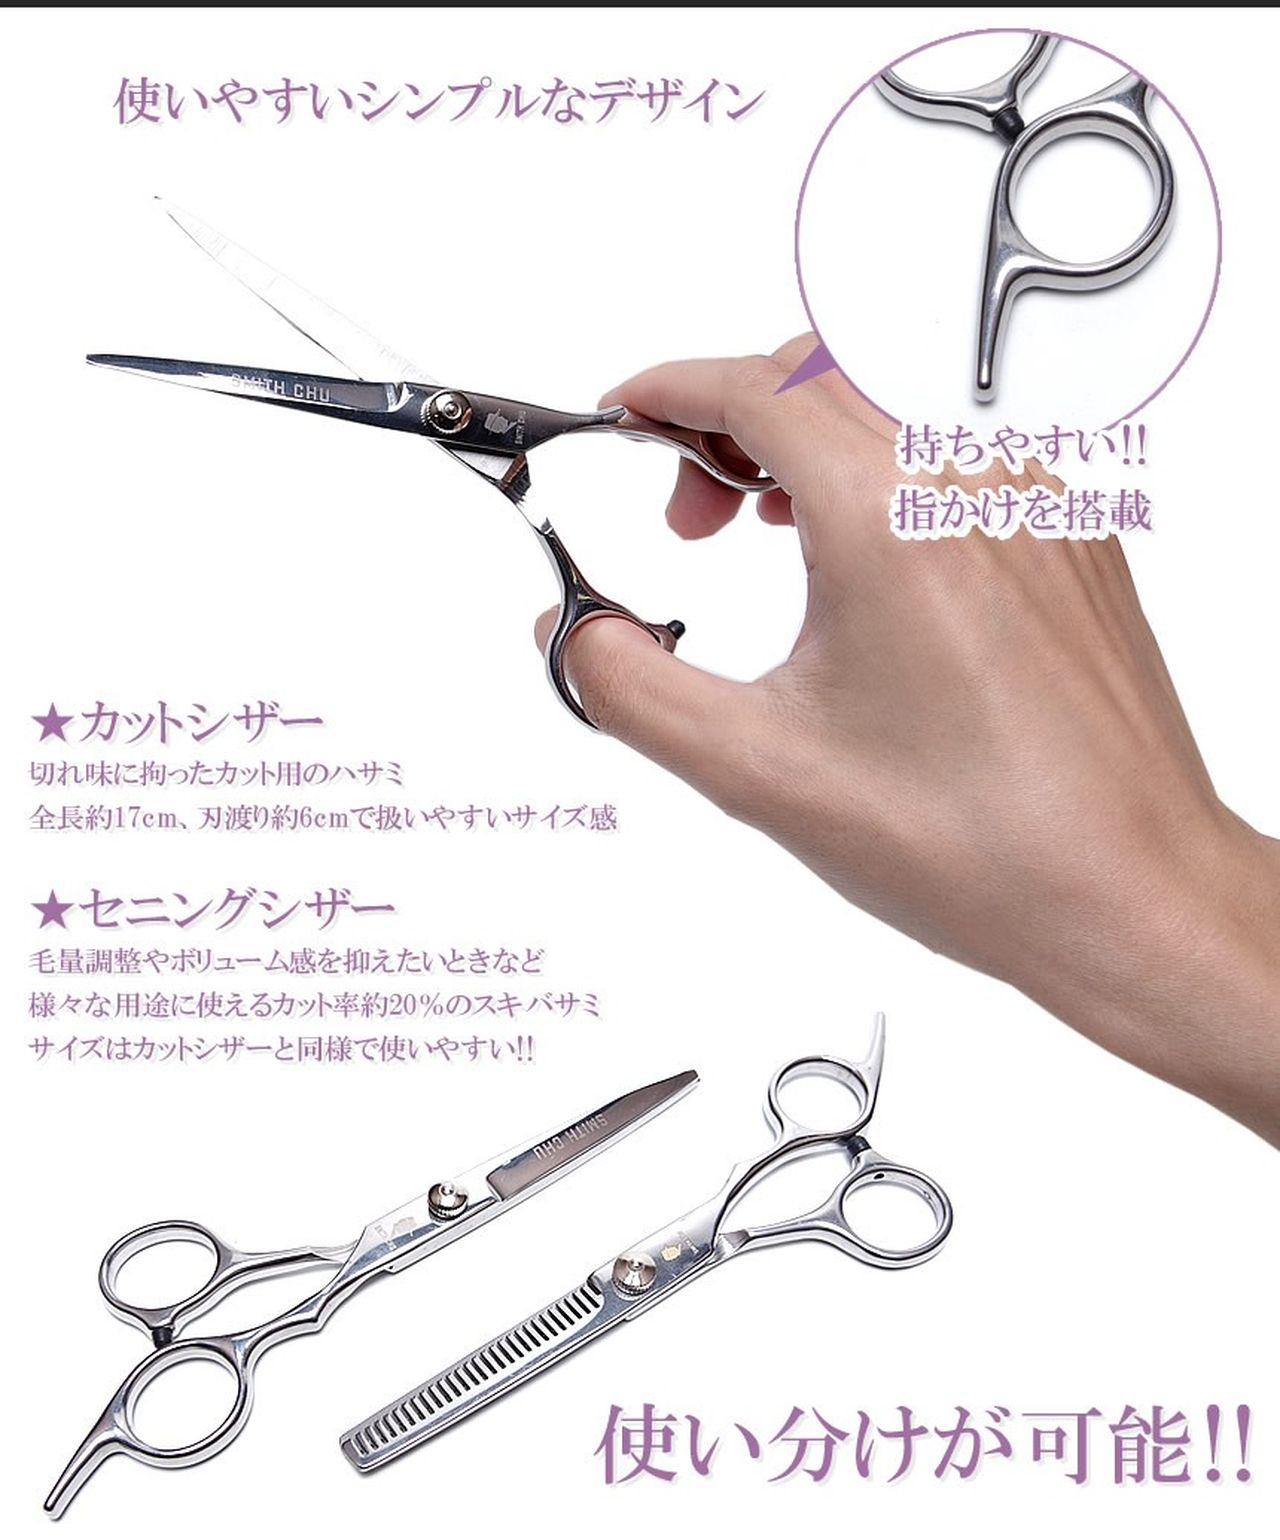 使いやすいシンプルなデザイン
SMITH CHU
SMITH CHU
持ちやすい!!
指かけを搭載
★カットシザー
切れ味に拘ったカット用のハサミ
全長約17cm、刃渡り約6cmで扱いやすいサイズ感
★セニングシザー
毛量調整やボリューム感を抑えたいときなど
様々な用途に使えるカット率約20%のスキバサミ
サイズはカットシザーと同様で使いやすい!!
SMITH CHU
使い分けが可能!!